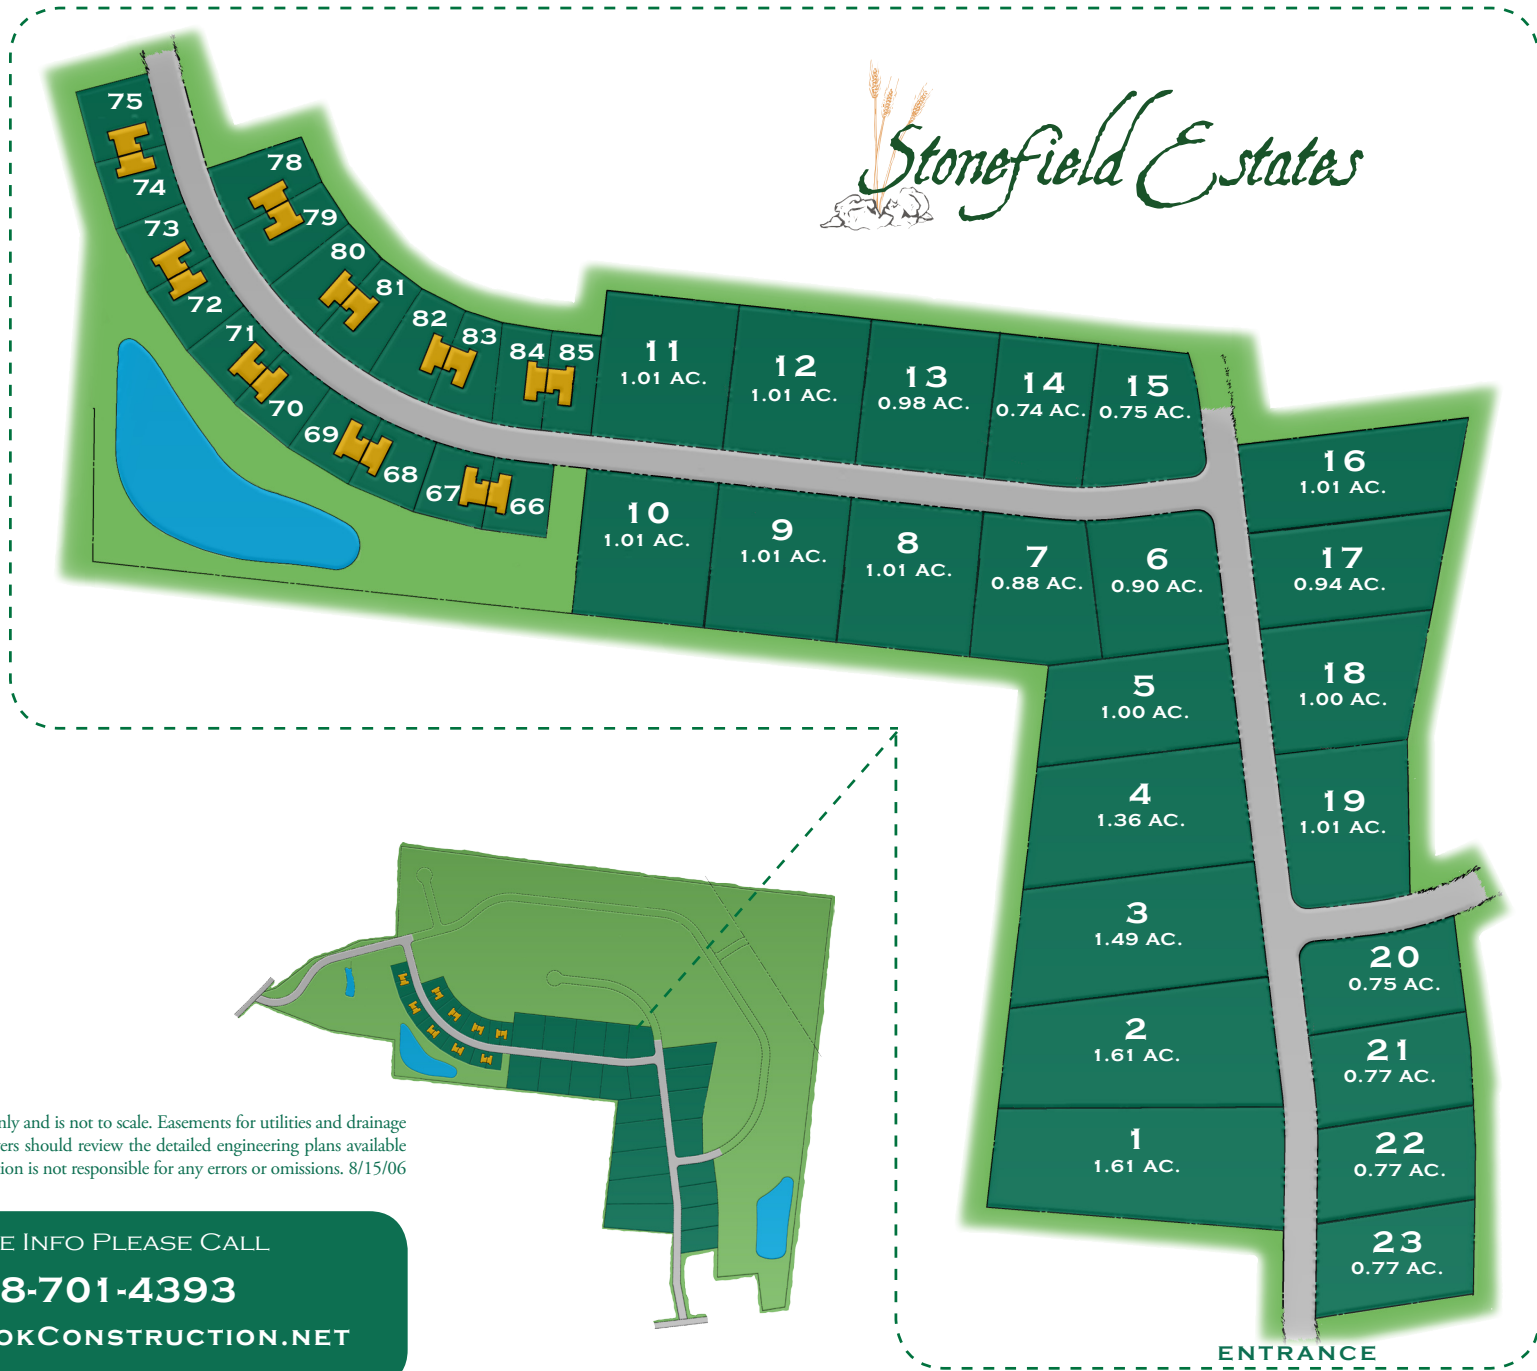 Stonefield Estates
75
74
73
72
71
70
69
68
67
66
78
79
80
81
82
83
84
85
11
1.01 AC.
12
1.01 AC.
13
0.98 AC.
14
0.74 AC.
15
0.75 AC.
16
1.01 AC.
17
0.94 AC.
18
1.00 AC.
19
1.01 AC.
10
1.01 AC.
9
1.01 AC.
8
1.01 AC.
7
0.88 AC.
6
0.90 AC.
5
1.00 AC.
4
1.36 AC.
3
1.49 AC.
2
1.61 AC.
1
1.61 AC.
20
0.75 AC.
21
0.77 AC.
22
0.77 AC.
23
0.77 AC.
ENTRANCE
and is not to scale. Easements for utilities and drainage
should review the detailed engineering plans available
is not responsible for any errors or omissions. 8/15/06
Info Please Call
8-701-4393
Construction.net